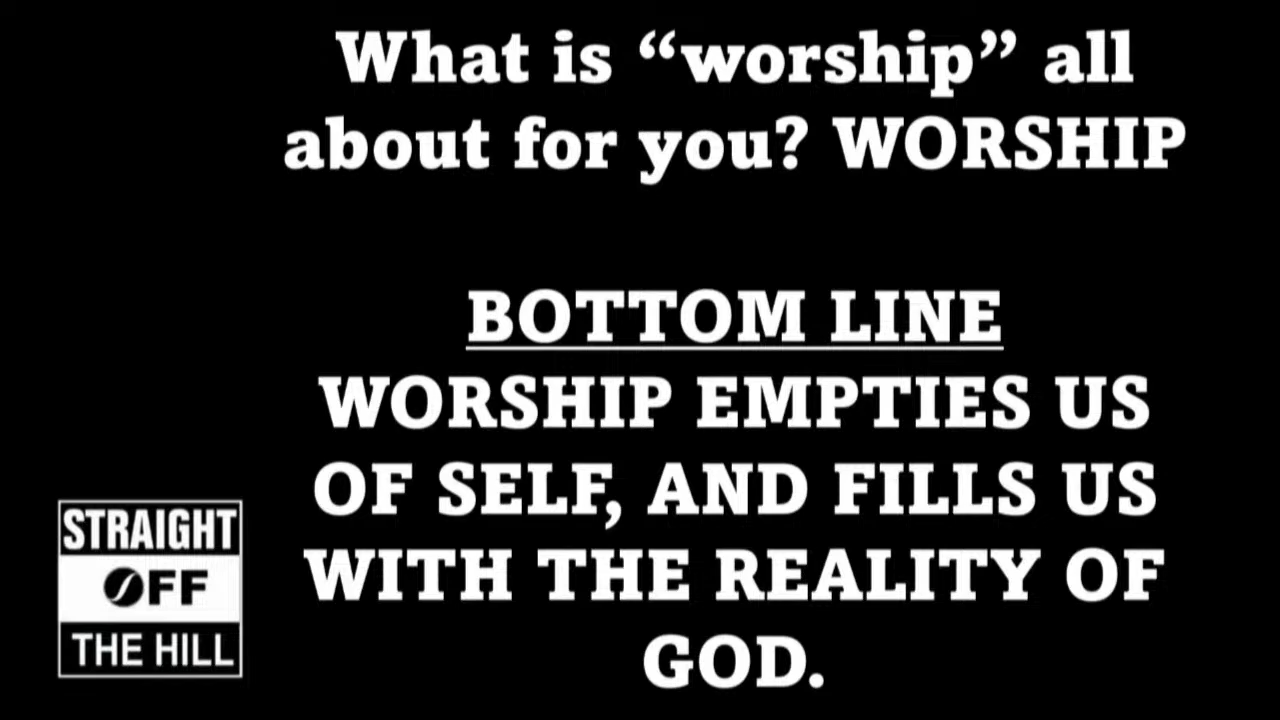 What is “worship” all
about for you? WORSHIP
BOTTOM LINE
WORSHIP EMPTIES US
OF SELF, AND FILLS US
WITH THE REALITY OF
GOD.
STRAIGHT
OFF
THE HILL